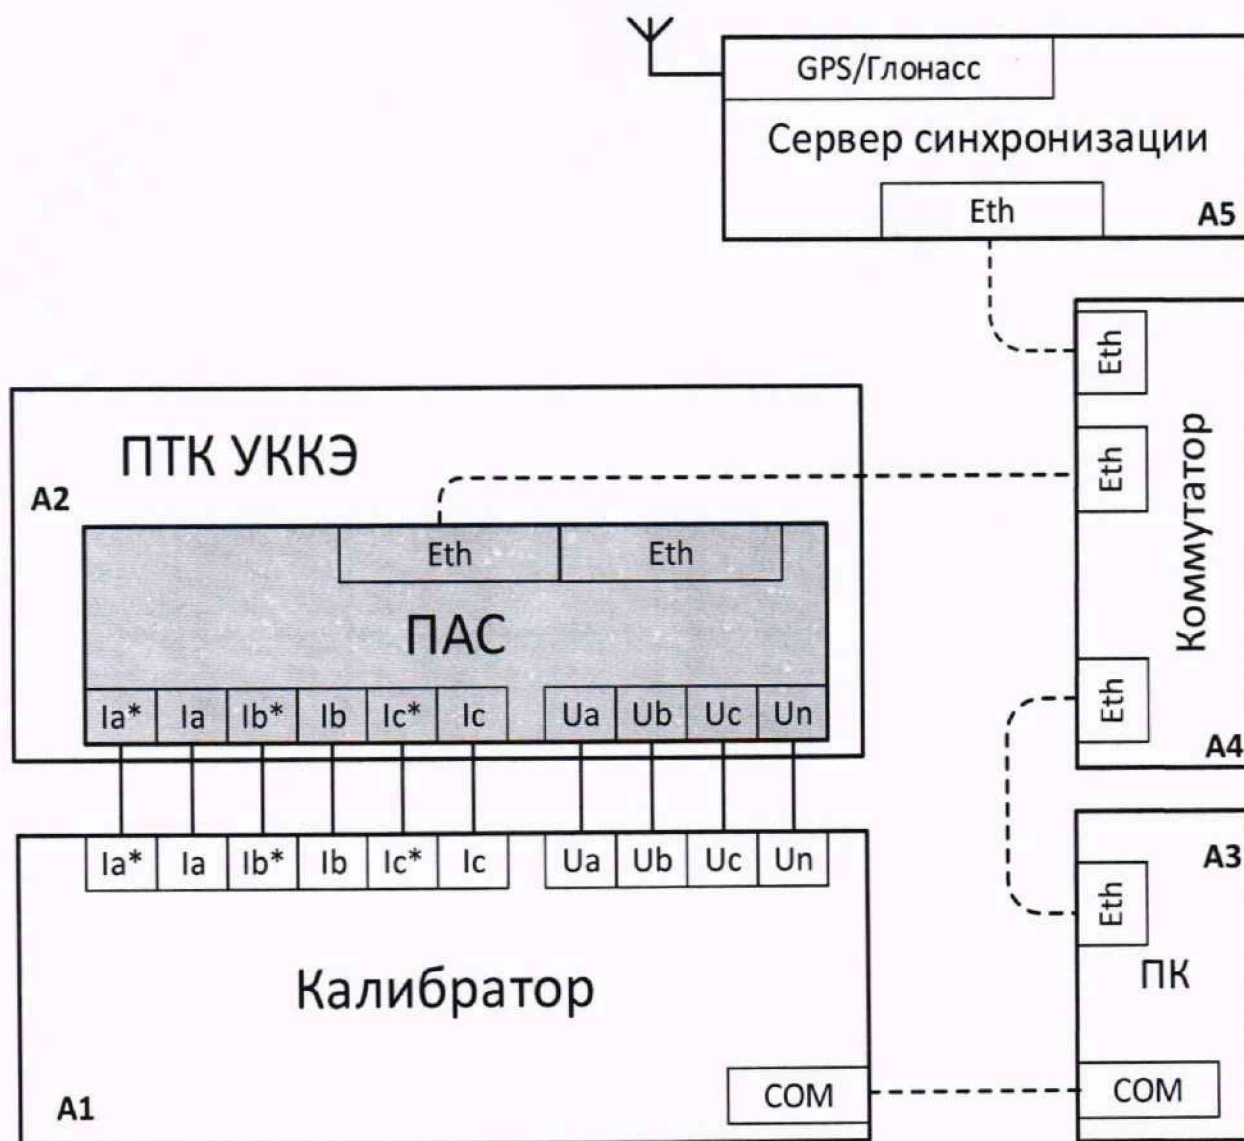 GPS/Глонасс
Сервер синхронизации
Eth
A5
Eth
Eth
Коммутатор
Eth
A4
ПТК УККЭ
A2
Eth Eth
ПАС
Ia* Ia Ib* Ib Ic* Ic Ua Ub Uc Un
Ia* Ia Ib* Ib Ic* Ic Ua Ub Uc Un
Калибратор
COM
A1
A3
Eth
ПК
COM